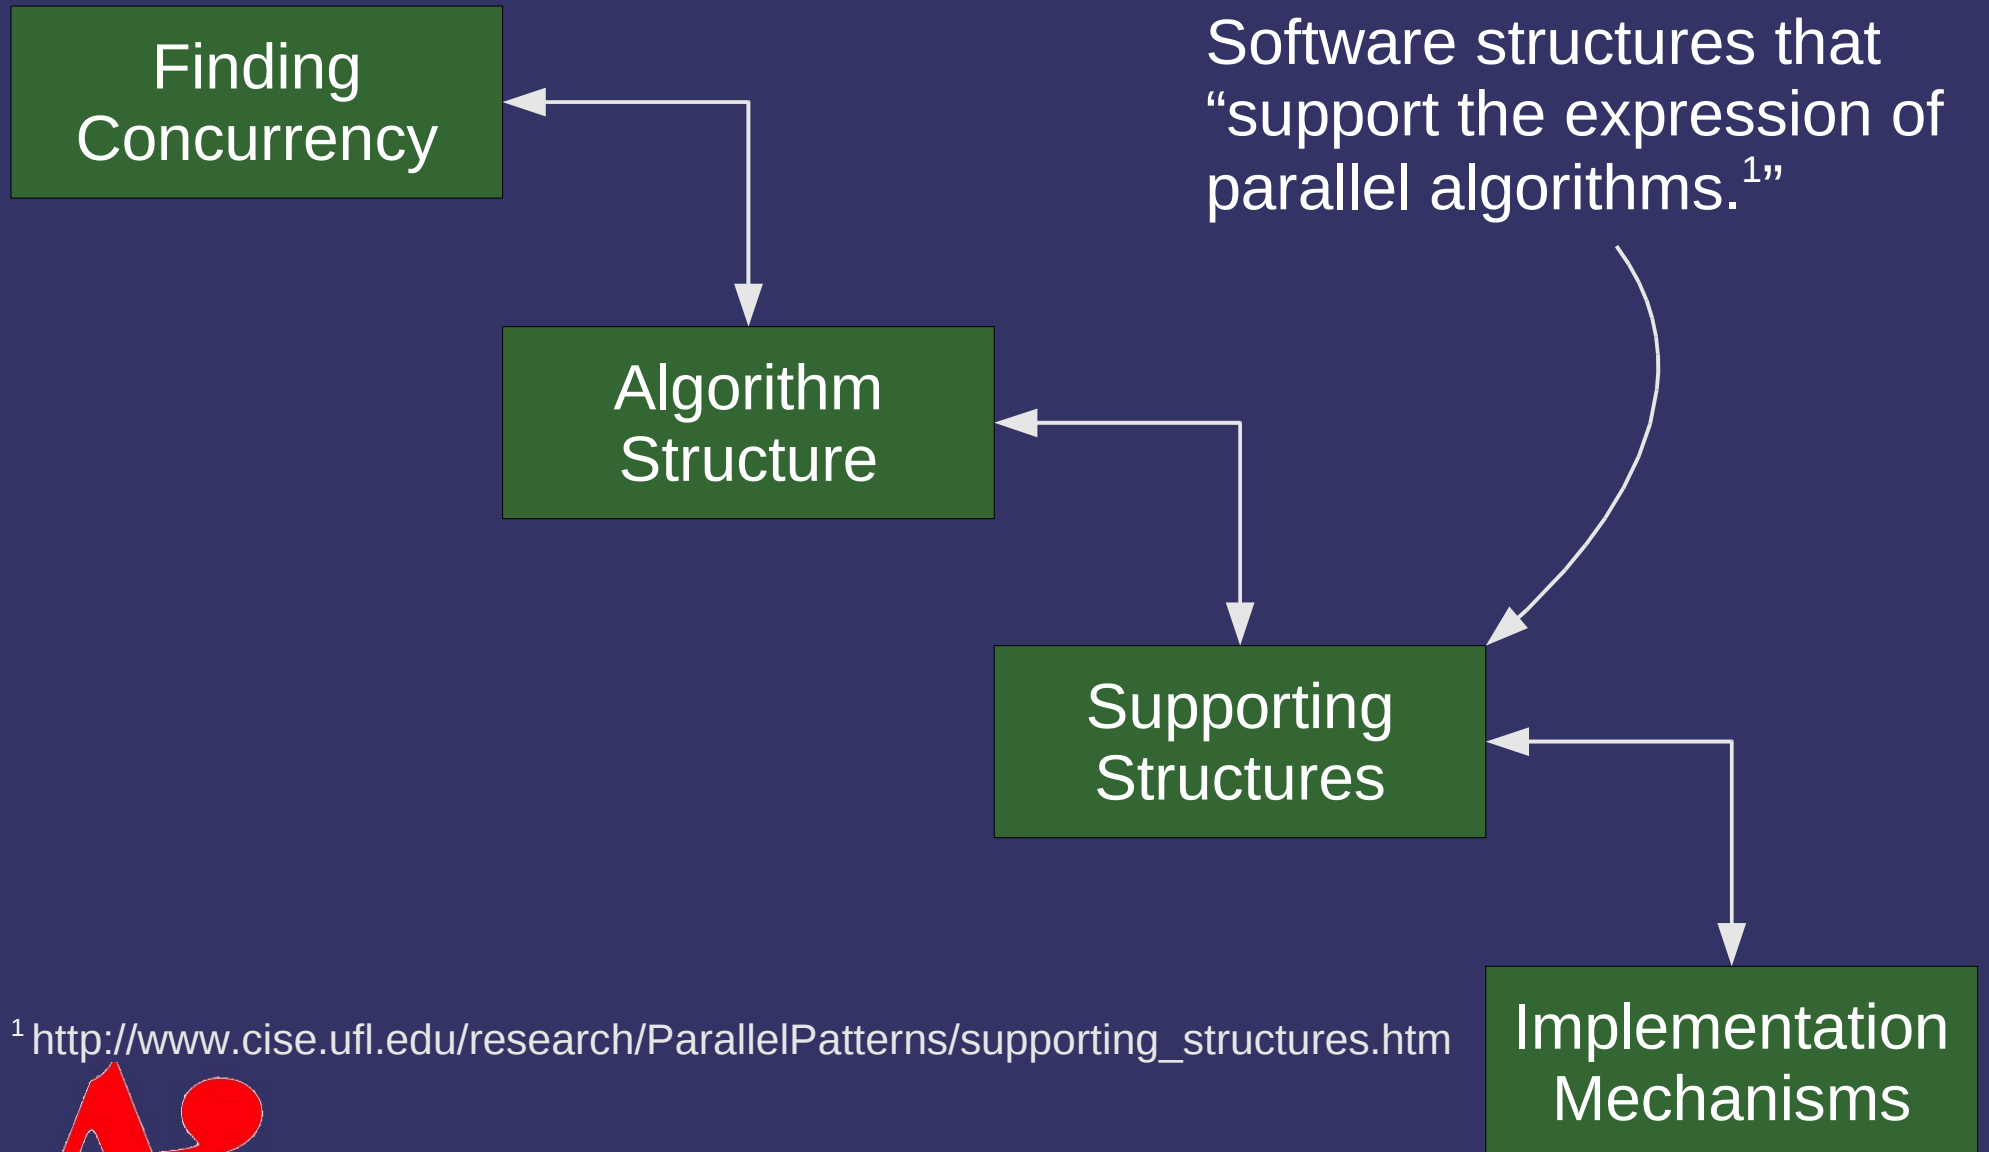 Finding
Concurrency
Software structures that
“support the expression of
parallel algorithms.1”
Algorithm
Structure
Supporting
Structures
Implementation
Mechanisms
1 http://www.cise.ufl.edu/research/ParallelPatterns/supporting_structures.htm